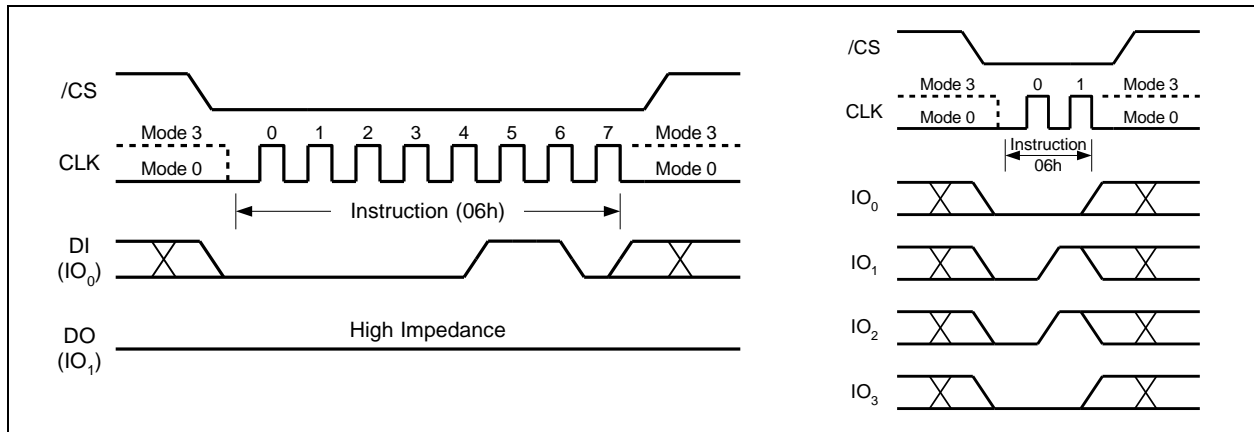 /CS
Mode 3 0 1 2 3 4 5 6 7 Mode 3
CLK
Mode 0 Mode 0
Instruction (06h)
DI
(IO0)
High Impedance
DO
(IO1)
/CS
Mode 3 0 1 Mode 3
CLK
Mode 0 Mode 0
Instruction
06h
IO0
IO1
IO2
IO3